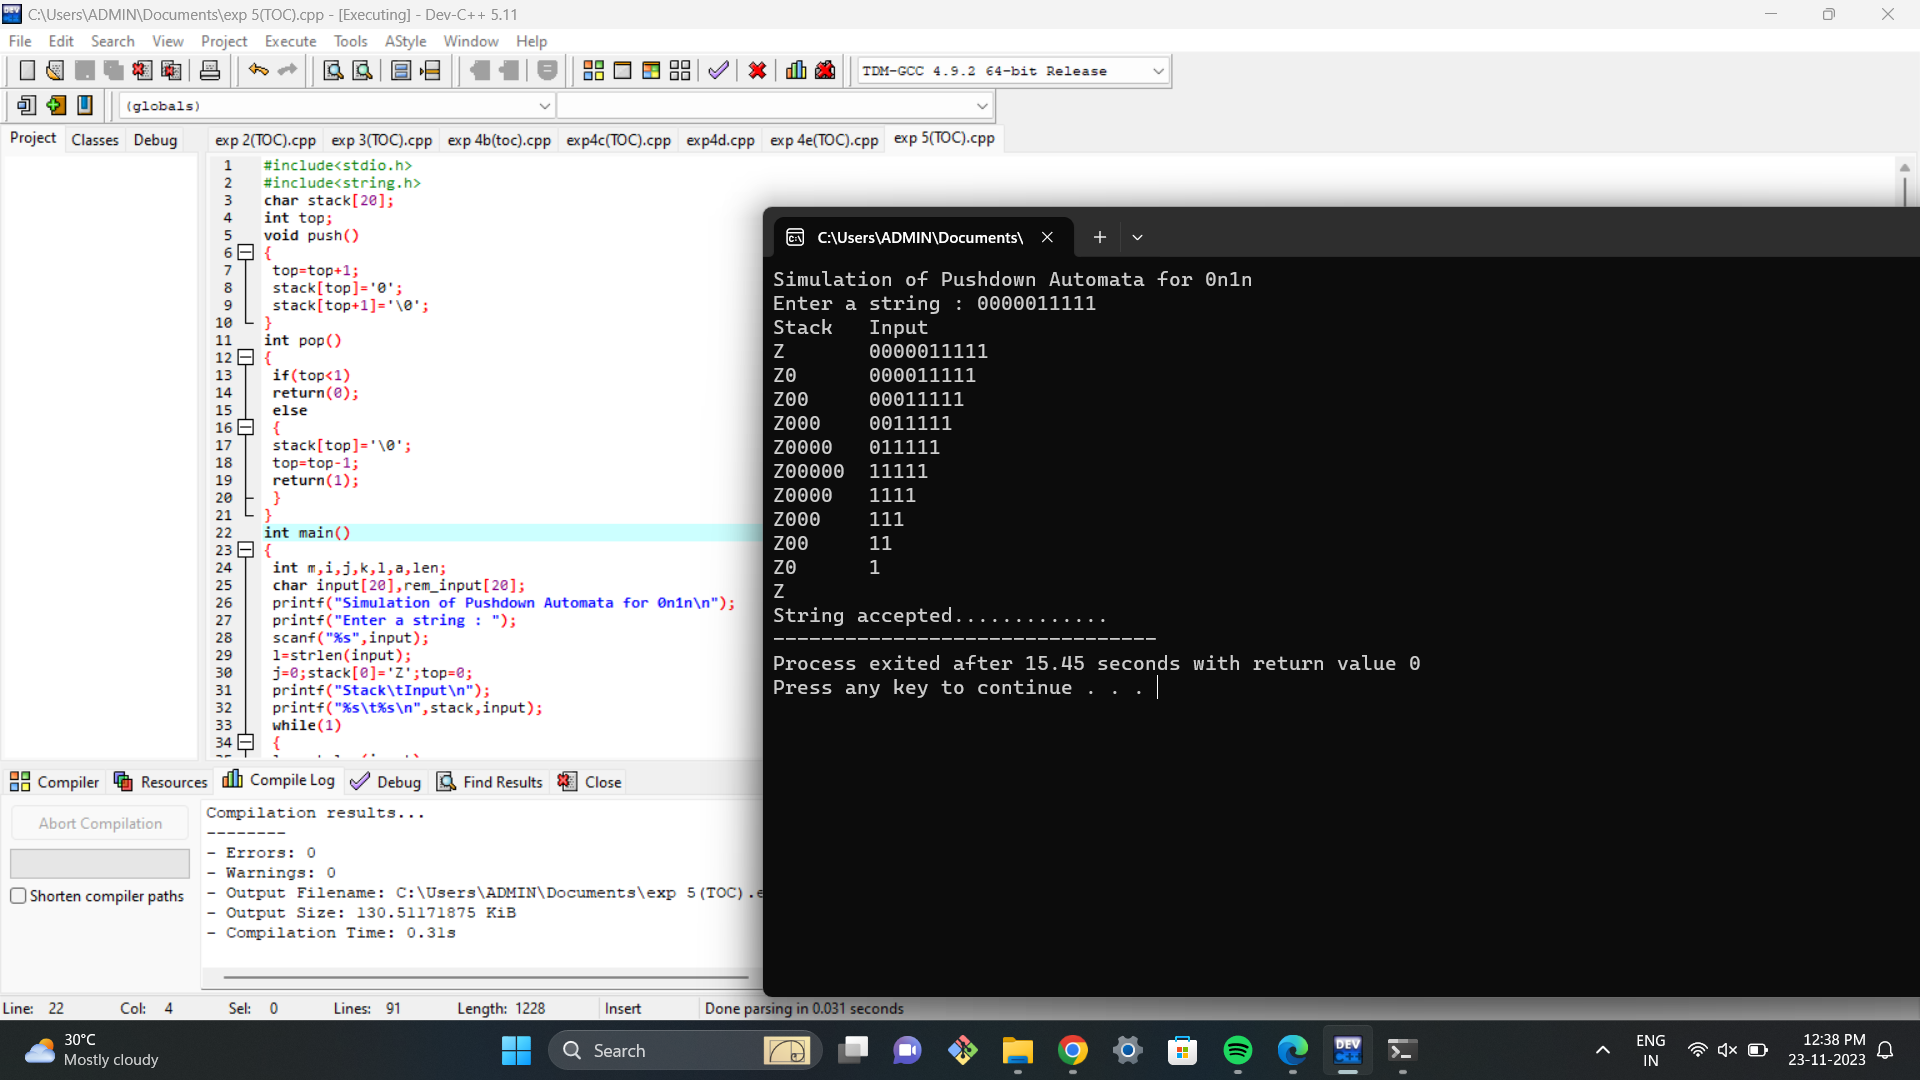 C:\Users\ADMIN\Documents\exp 5(TOC).cpp - [Executing] - Dev-C++ 5.11
File Edit Search View Project Execute Tools AStyle Window Help
TDM-GCC 4.9.2 64-bit Release
(globals)
Project Classes Debug
exp 2(TOC).cpp exp 3(TOC).cpp exp 4b(toc).cpp exp4c(TOC).cpp exp4d.cpp exp 4e(TOC).cpp exp 5(TOC).cpp
1 #include<stdio.h>
2 #include<string.h>
3 char stack[20];
4 int top;
5 void push()
6 {
7 top=top+1;
8 stack[top]='0';
9 stack[top+1]='\0';
10 }
11 int pop()
12 {
13 if(top<1)
14 return(0);
15 else
16 {
17 stack[top]='\0';
18 top=top-1;
19 return(1);
20 }
21 }
22 int main()
23 {
24 int m,i,j,k,l,a,len;
25 char input[20],rem_input[20];
26 printf("Simulation of Pushdown Automata for 0n1n\n");
27 printf("Enter a string : ");
28 scanf("%s",input);
29 l=strlen(input);
30 j=0;stack[0]='Z';top=0;
31 printf("Stack\tInput\n");
32 printf("%s\t%s\n",stack,input);
33 while(1)
34 {
C:\Users\ADMIN\Documents\
Simulation of Pushdown Automata for 0n1n
Enter a string : 0000011111
Stack Input
Z 0000011111
Z0 000011111
Z00 00011111
Z000 0011111
Z0000 011111
Z00000 11111
Z0000 1111
Z000 111
Z00 11
Z0 1
Z
String accepted.............
--------------------------------
Process exited after 15.45 seconds with return value 0
Press any key to continue . . .
Compiler Resources Compile Log Debug Find Results Close
Abort Compilation
Shorten compiler paths
Compilation results...
--------
- Errors: 0
- Warnings: 0
- Output Filename: C:\Users\ADMIN\Documents\exp 5(TOC).e
- Output Size: 130.51171875 KiB
- Compilation Time: 0.31s
Line: 22 Col: 4 Sel: 0 Lines: 91 Length: 1228 Insert Done parsing in 0.031 seconds
30°C
Mostly cloudy
Search
DEV
C++
ENG
IN
12:38 PM
23-11-2023